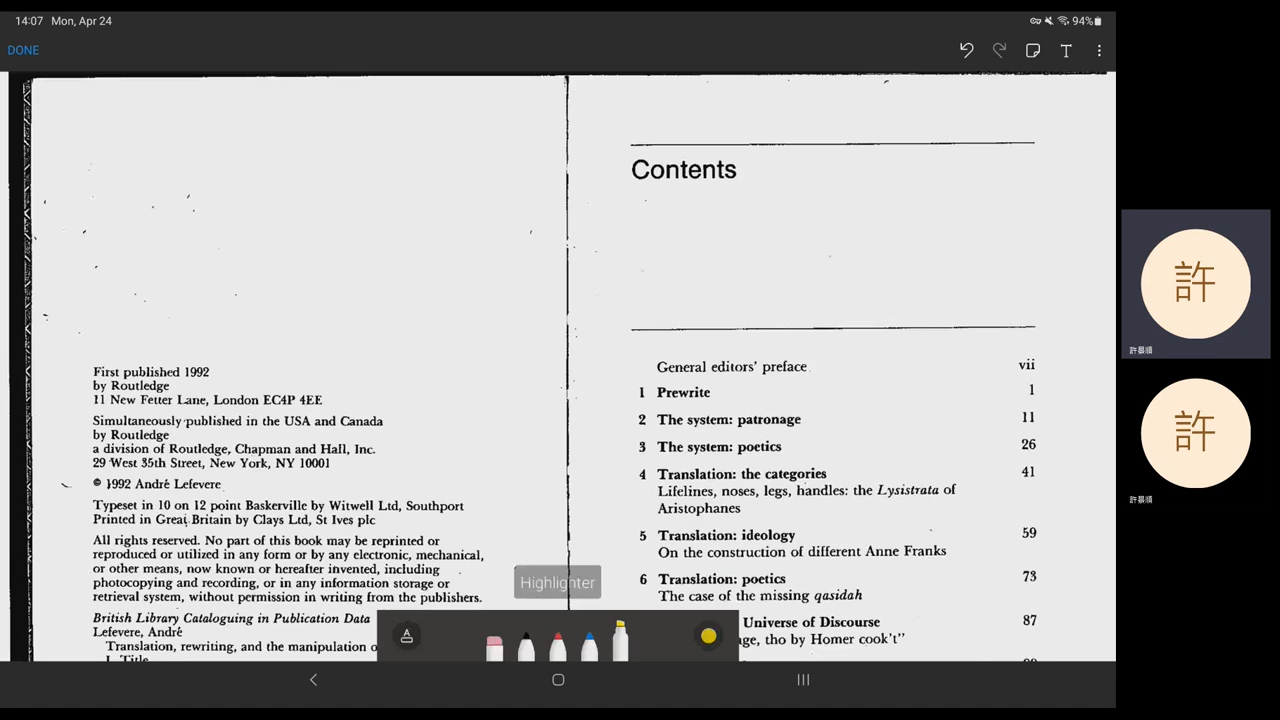 14:07 Mon, Apr 24
94%
DONE
T
First published 1992
by Routledge
11 New Fetter Lane, London EC4P 4EE
Simultaneously published in the USA and Canada
by Routledge
a division of Routledge, Chapman and Hall, Inc.
29 West 35th Street, New York, NY 10001
© 1992 André Lefevere
Typeset in 10 on 12 point Baskerville by Witwell Ltd, Southport
Printed in Great Britain by Clays Ltd, St Ives plc
All rights reserved. No part of this book may be reprinted or
reproduced or utilized in any form or by any electronic, mechanical,
or other means, now known or hereafter invented, including
photocopying and recording, or in any information storage or
retrieval system, without permission in writing from the publishers.
British Library Cataloguing in Publication Data
Lefevere, André
Translation, rewriting, and the manipulation o
I. Title
Contents
General editors' preface vii
1 Prewrite 1
2 The system: patronage 11
3 The system: poetics 26
4 Translation: the categories 41
Lifelines, noses, legs, handles: the Lysistrata of
Aristophanes
5 Translation: ideology 59
On the construction of different Anne Franks
6 Translation: poetics 73
The case of the missing qasidah
Universe of Discourse 87
ge, tho by Homer cook't"
Highlighter
A
許
許景順
許
許景順